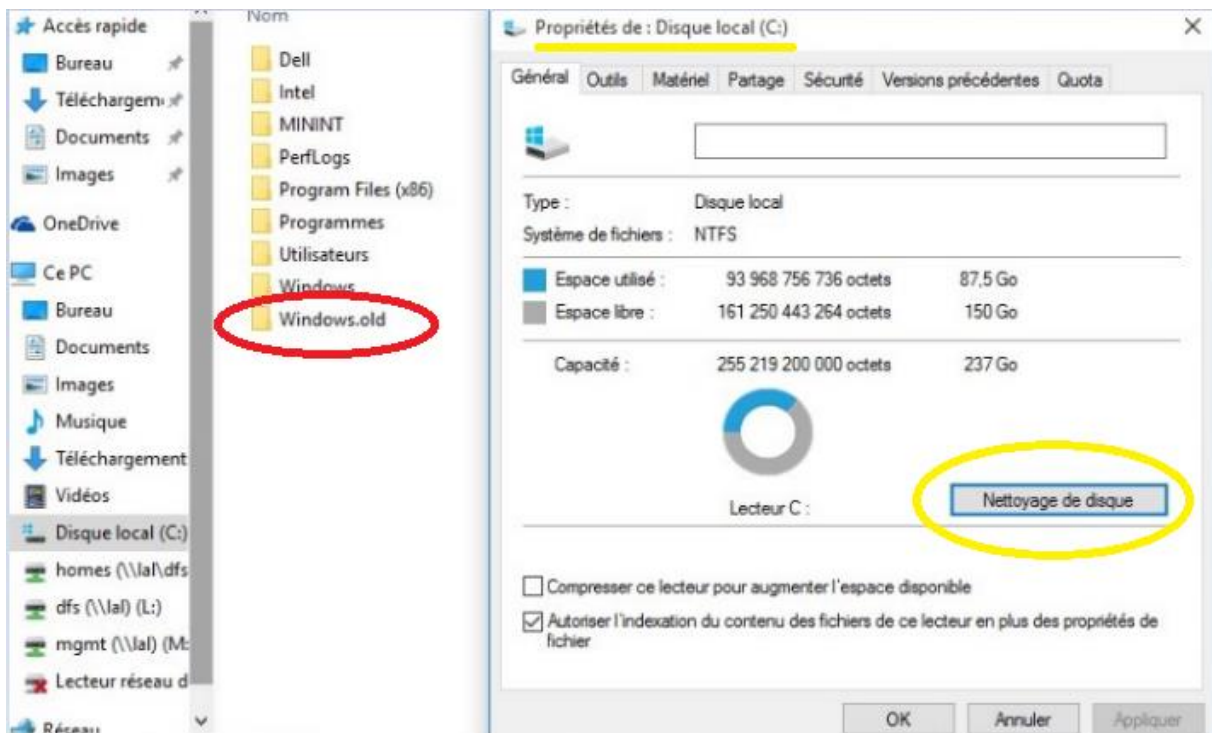 Accès rapide
Bureau
Téléchargem
Documents
Images
OneDrive
Ce PC
Bureau
Documents
Images
Musique
Téléchargement
Vidéos
Disque local (C:)
homes (\\lal\dfs
dfs (\\lal) (L:)
mgmt (\\lal) (M:
Lecteur réseau d
Réseau
Nom
Dell
Intel
MININT
PerfLogs
Program Files (x86)
Programmes
Utilisateurs
Windows
Windows.old
Propriétés de : Disque local (C:)
Général Outils Matériel Partage Sécurité Versions précédentes Quota
Type : Disque local
Système de fichiers : NTFS
Espace utilisé : 93 968 756 736 octets 87,5 Go
Espace libre : 161 250 443 264 octets 150 Go
Capacité : 255 219 200 000 octets 237 Go
Lecteur C : Nettoyage de disque
Compresser ce lecteur pour augmenter l'espace disponible
Autoriser l'indexation du contenu des fichiers de ce lecteur en plus des propriétés de
fichier
OK Annuler Appliquer